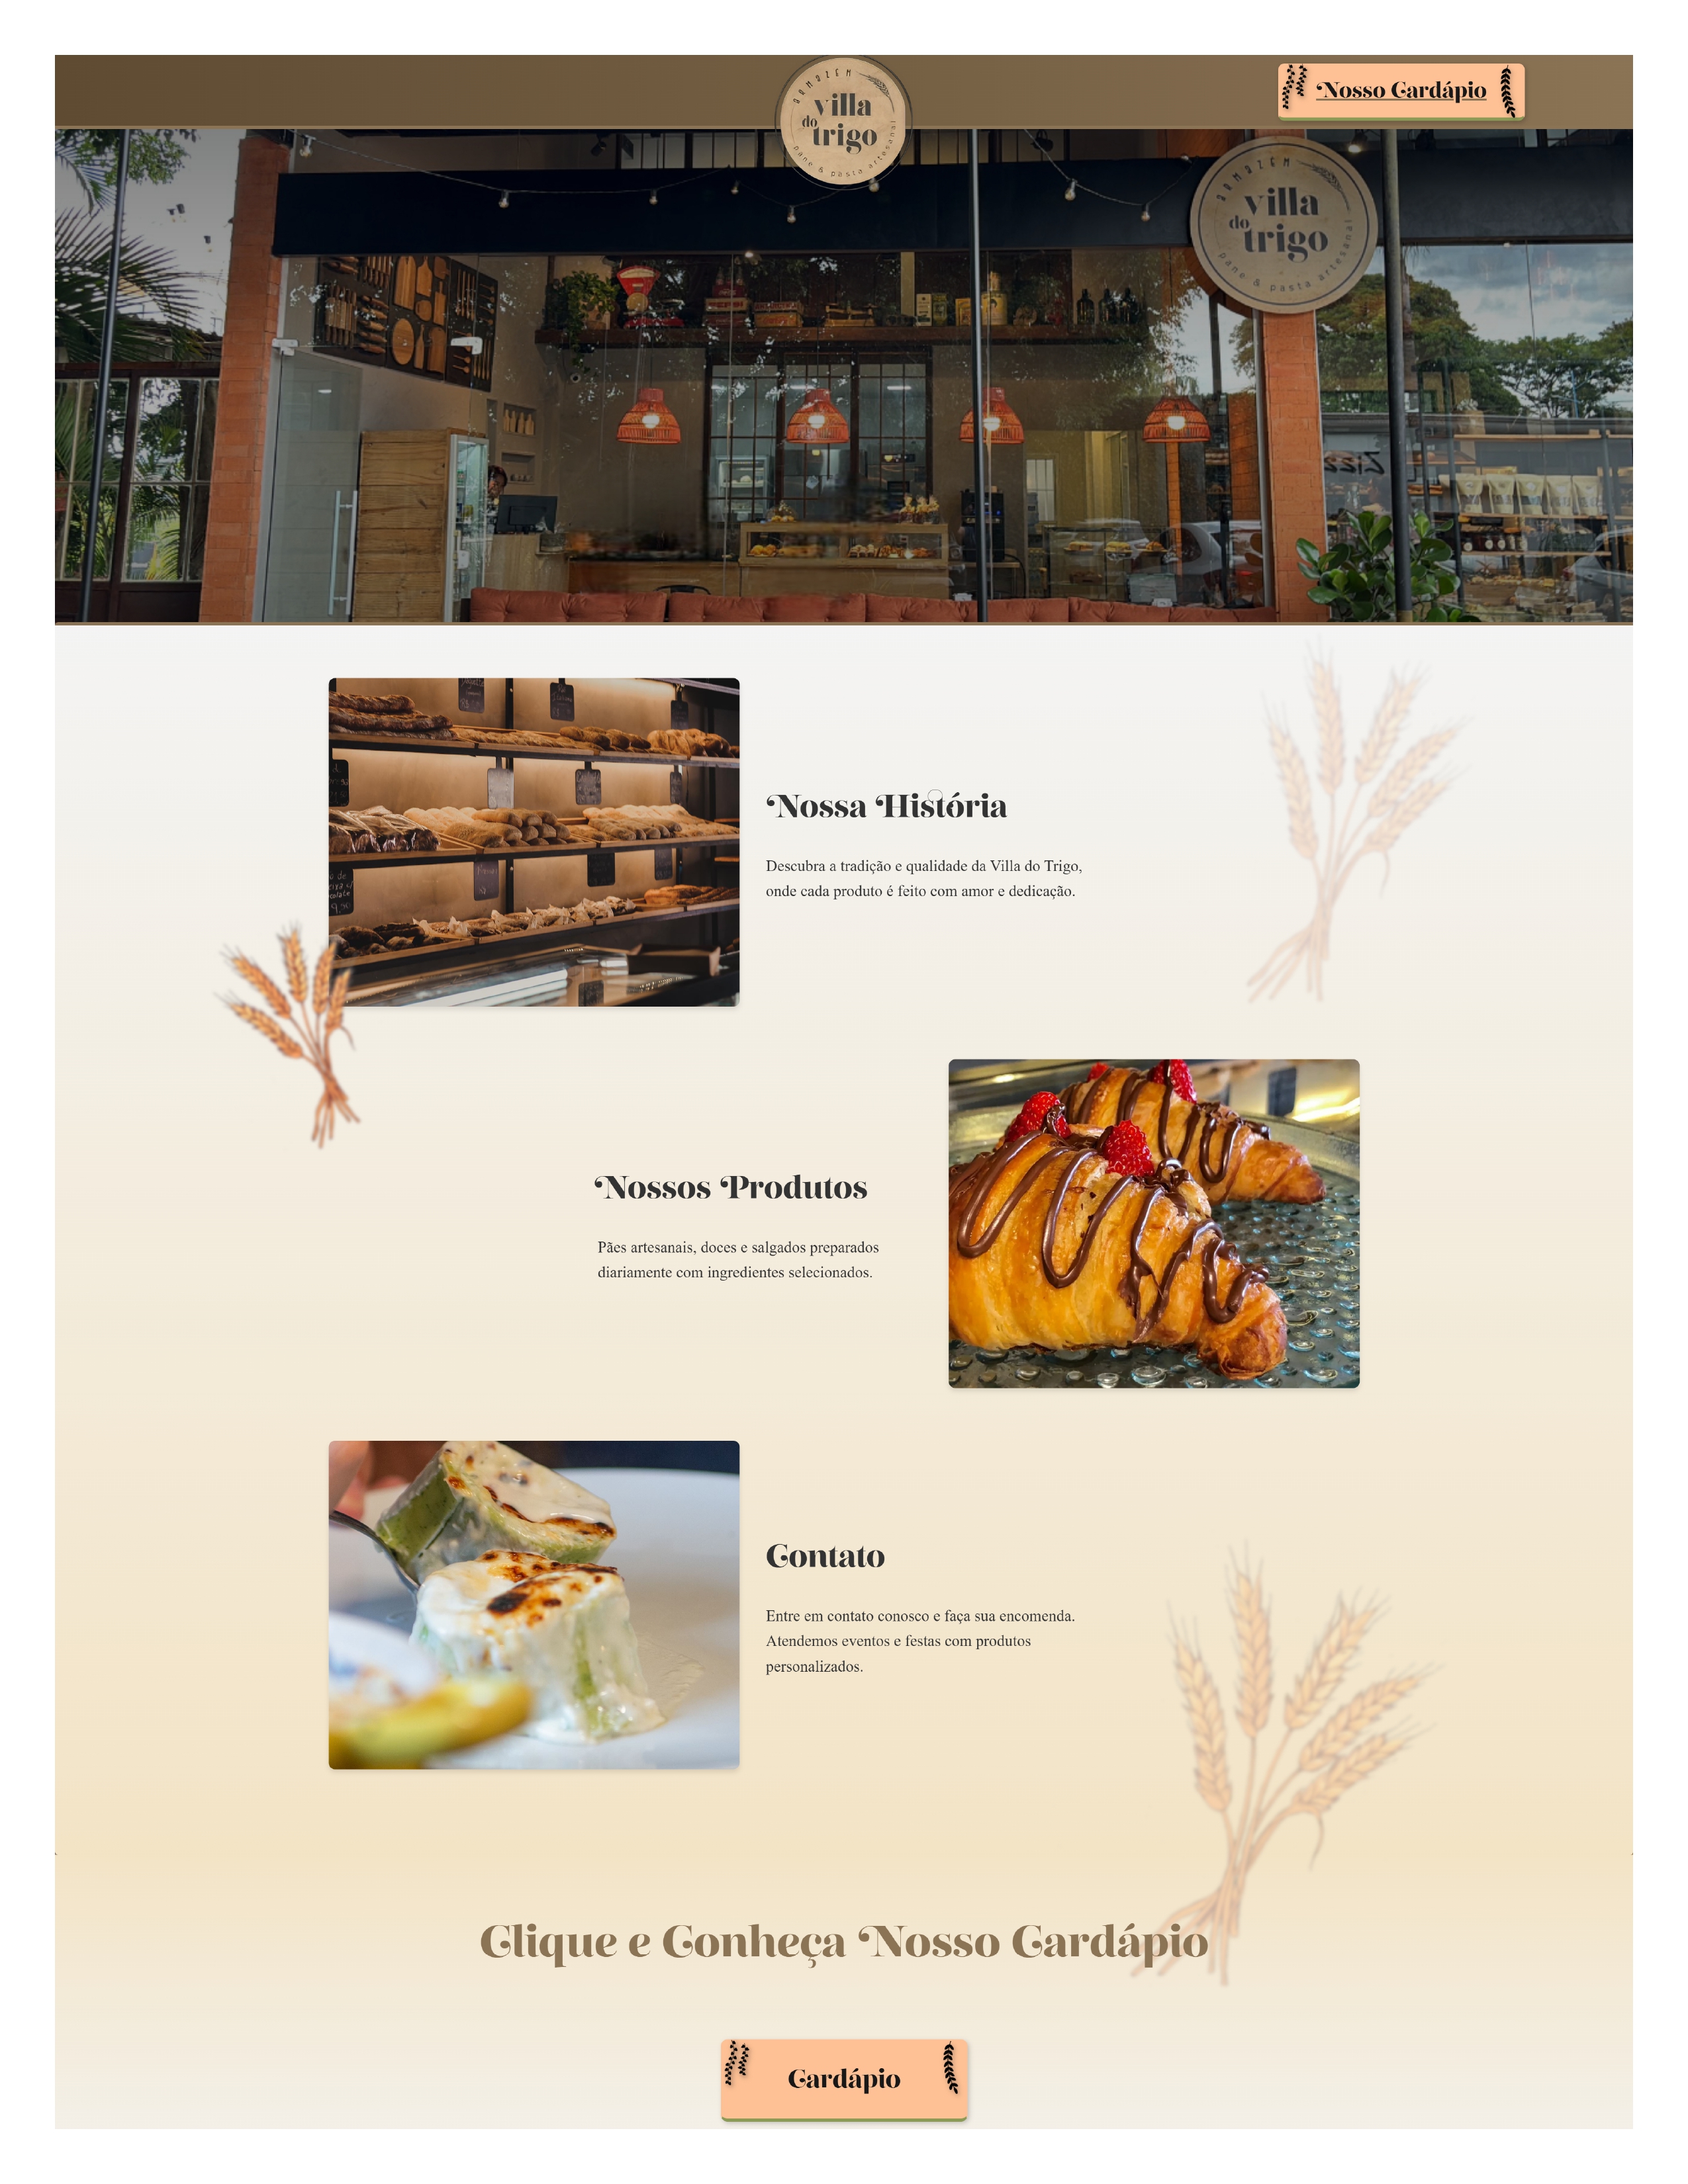 ARMAZÉM
villa
do
trigo
pane & pasta artesanal
Nosso Cardápio
ARMAZÉM
villa
do
trigo
pane & pasta artesanal
Nossa História
Descubra a tradição e qualidade da Villa do Trigo,
onde cada produto é feito com amor e dedicação.
Nossos Produtos
Pães artesanais, doces e salgados preparados
diariamente com ingredientes selecionados.
Contato
Entre em contato conosco e faça sua encomenda.
Atendemos eventos e festas com produtos
personalizados.
Clique e Conheça Nosso Cardápio
Cardápio